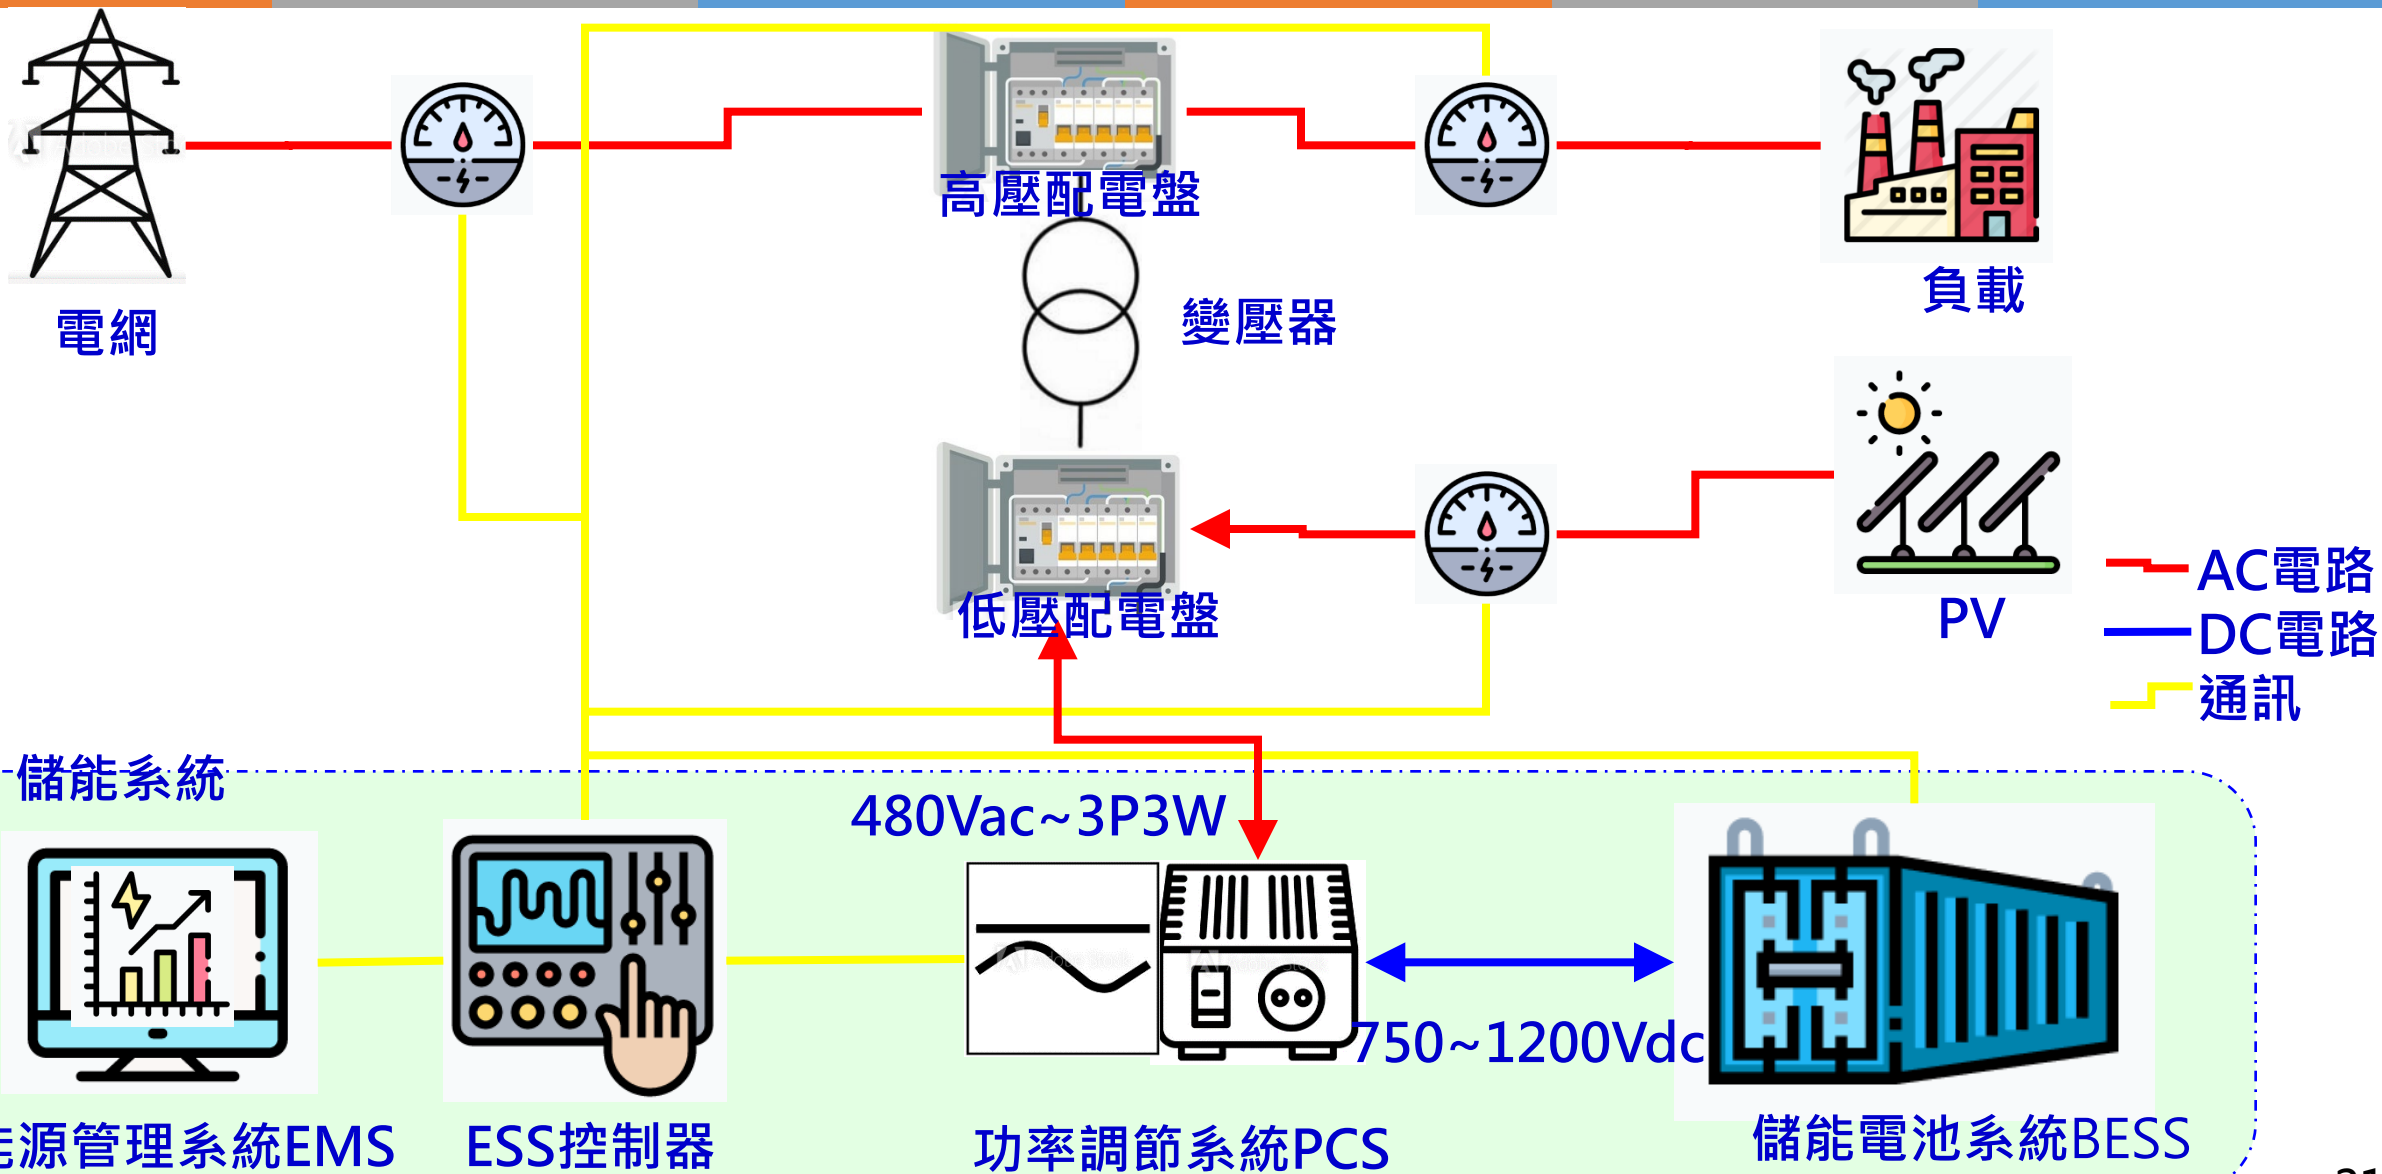 高壓配電盤
負載
電網
變壓器
AC電路
低壓配電盤
PV
DC電路
通訊
儲能系統
480Vac~3P3W
750~1200Vdc
能源管理系統EMS
ESS控制器
功率調節系統PCS
儲能電池系統BESS